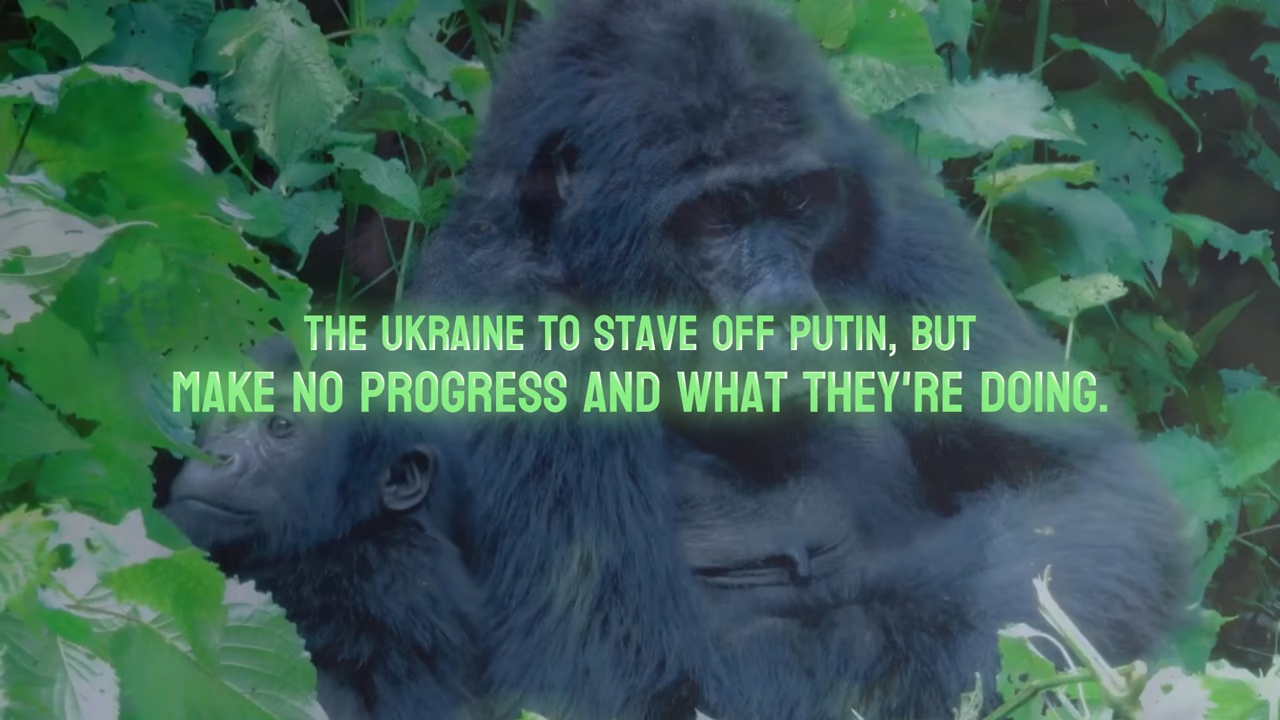 THE UKRAINE TO STAVE OFF PUTIN, BUT
MAKE NO PROGRESS AND WHAT THEY'RE DOING.